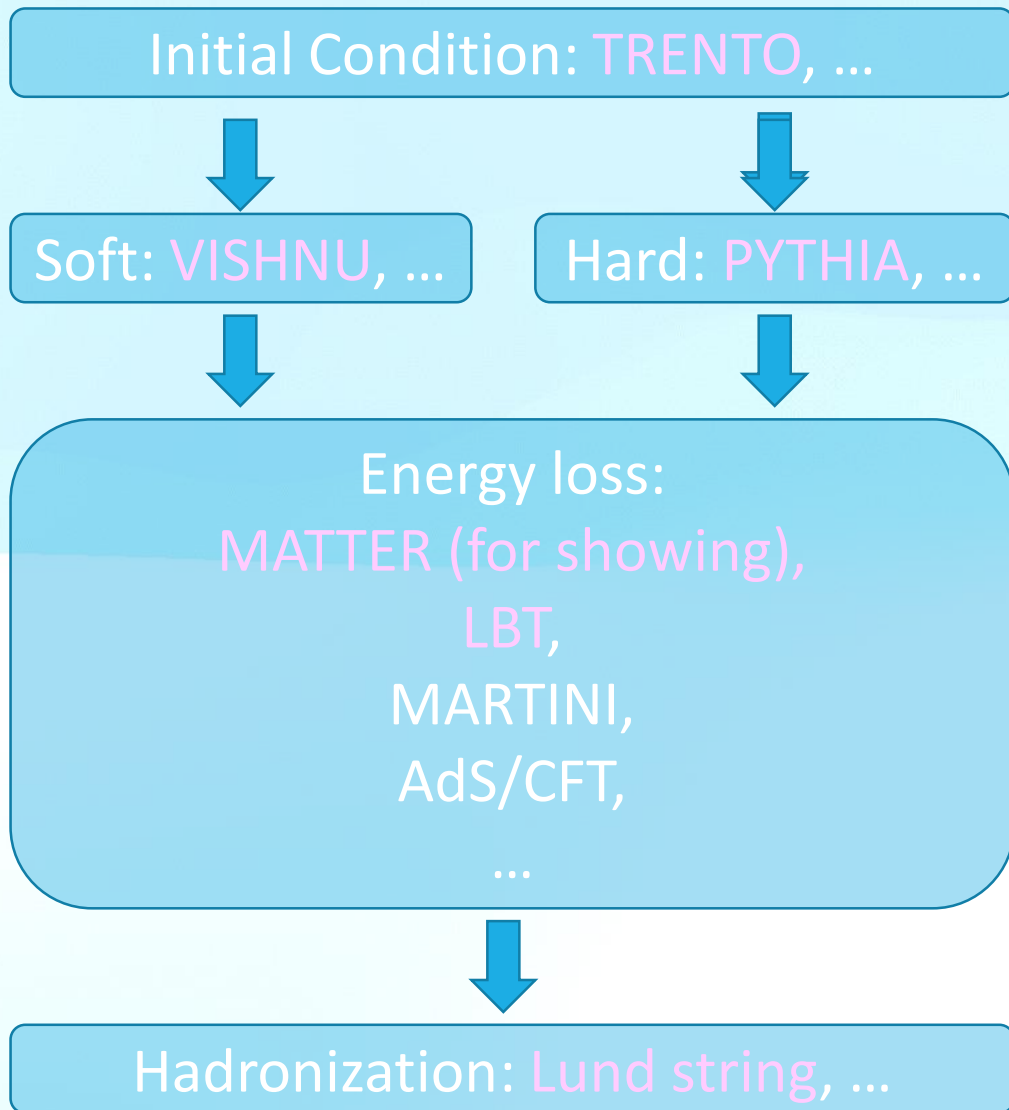 Initial Condition: TRENTO, ...
Soft: VISHNU, ...
Hard: PYTHIA, ...
Energy loss:
MATTER (for showing),
LBT,
MARTINI,
AdS/CFT,
...
Hadronization: Lund string, ...